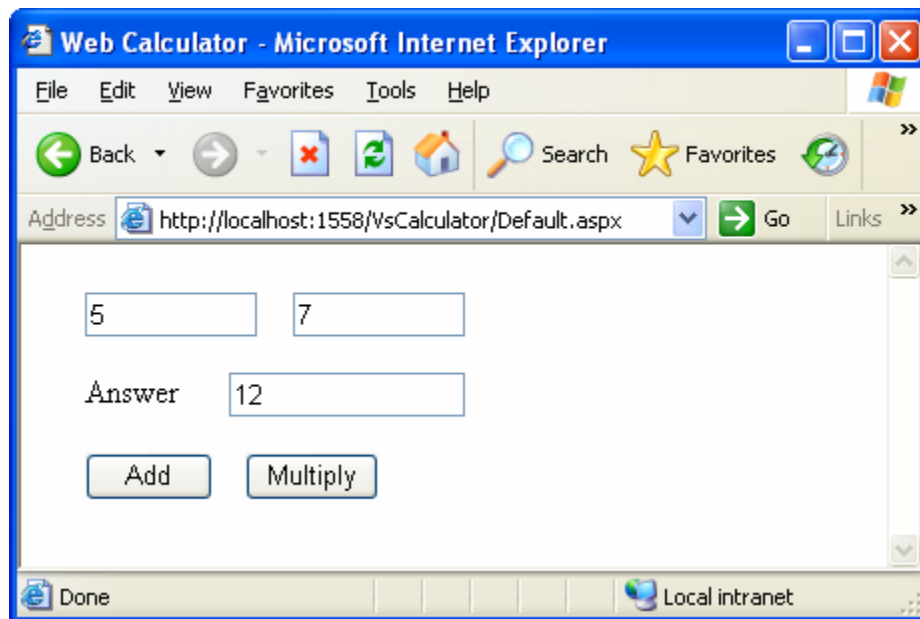 Web Calculator - Microsoft Internet Explorer
File Edit View Favorites Tools Help
Back Search Favorites »
Address http://localhost:1558/VsCalculator/Default.aspx Go Links »
5 7
Answer 12
Add Multiply
Done Local intranet